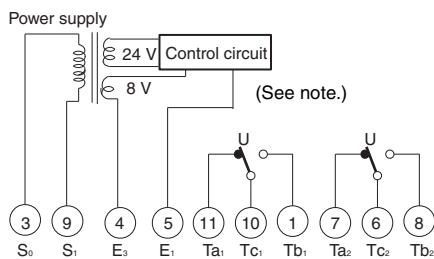 Power supply
24 V
Control circuit
8 V
(See note.)
U
U
3 9 4 5 11 10 1 7 6 8
S₀ S₁ E₃ E₁ Ta₁ Tc₁ Tb₁ Ta₂ Tc₂ Tb₂